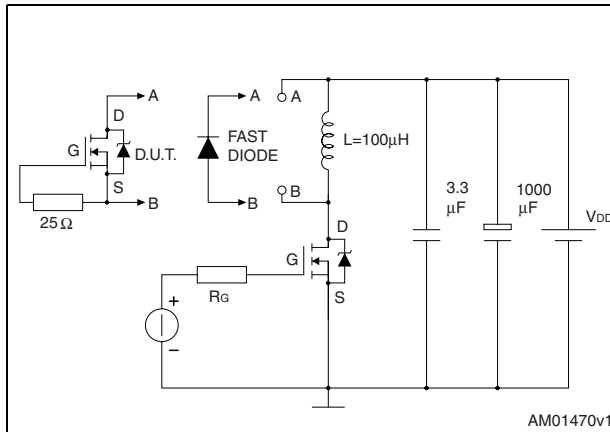 A
D
G
D.U.T.
S
B
25 Ω
A
FAST
DIODE
B
A
L=100µH
B
D
G
S
RG
+
–
3.3
µF
1000
µF
VDD
AM01470v1